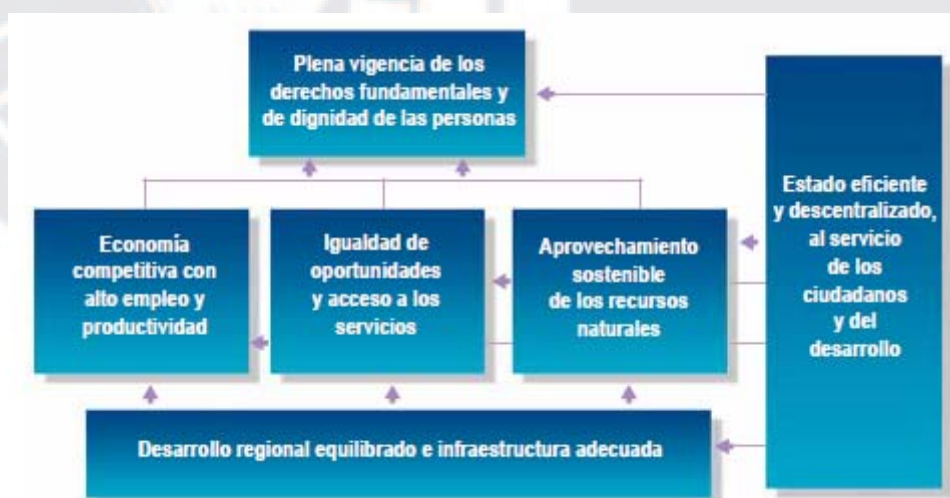 Plena vigencia de los
derechos fundamentales y
de dignidad de las personas
Economía
competitiva con
alto empleo y
productividad
Igualdad de
oportunidades
y acceso a los
servicios
Aprovechamiento
sostenible
de los recursos
naturales
Estado eficiente
y descentralizado,
al servicio
de los
ciudadanos
y del
desarrollo
Desarrollo regional equilibrado e infraestructura adecuada